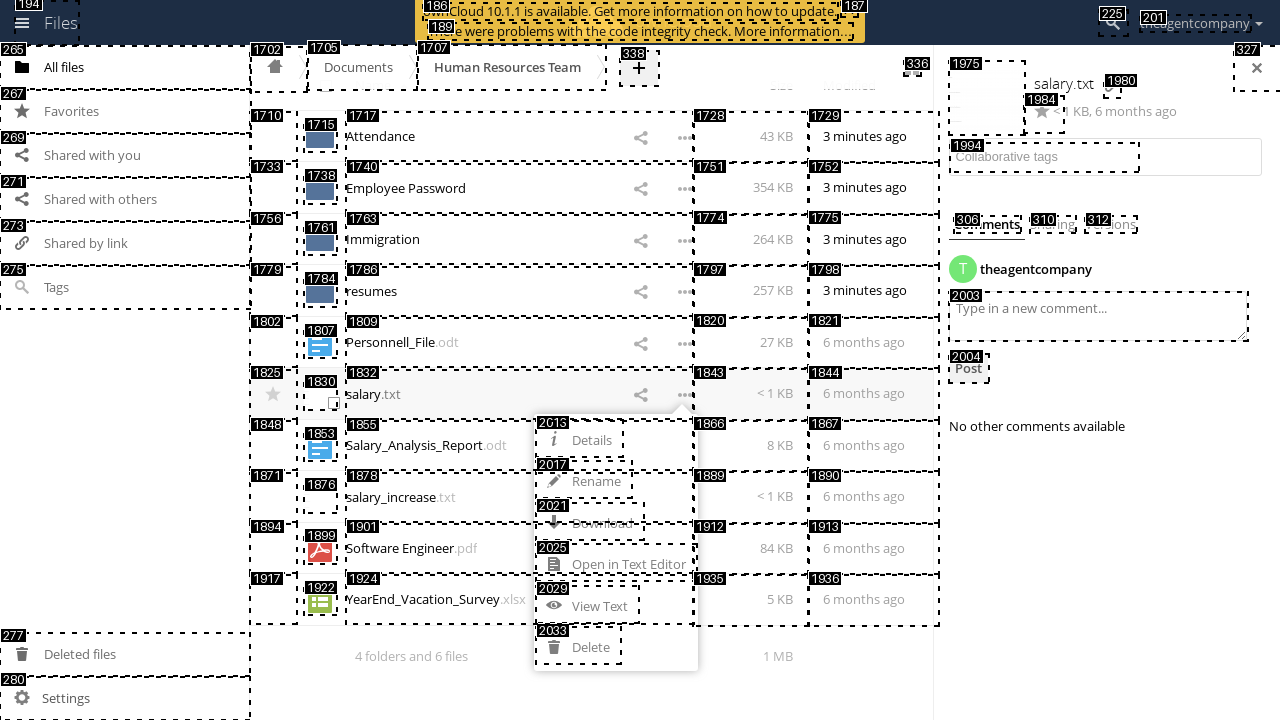 194
Files
186
ownCloud 10.1.1 is available. Get more information on how to update.
187
189
There were problems with the code integrity check. More information…
225
201
theagentcompany
265
All files
267
Favorites
269
Shared with you
271
Shared with others
273
Shared by link
275
Tags
277
Deleted files
280
Settings
1702
1705
Documents
1707
Human Resources Team
338
+
336
Modified
1710
1715
1717
Attendance
1728
43 KB
1729
3 minutes ago
1733
1738
1740
Employee Password
1751
354 KB
1752
3 minutes ago
1756
1761
1763
Immigration
1774
264 KB
1775
3 minutes ago
1779
1784
1786
resumes
1797
257 KB
1798
3 minutes ago
1802
1807
1809
Personnell_File.odt
1820
27 KB
1821
6 months ago
1825
1830
1832
salary.txt
1843
< 1 KB
1844
6 months ago
1848
1853
1855
Salary_Analysis_Report.odt
1866
8 KB
1867
6 months ago
1871
1876
1878
salary_increase.txt
1889
< 1 KB
1890
6 months ago
1894
1899
1901
Software Engineer.pdf
1912
84 KB
1913
6 months ago
1917
1922
1924
YearEnd_Vacation_Survey.xlsx
1935
5 KB
1936
6 months ago
4 folders and 6 files
1 MB
2013
Details
2017
Rename
2021
Download
2025
Open in Text Editor
2029
View Text
2033
Delete
327
1975
salary.txt
1980
1984
< 1 KB, 6 months ago
1994
Collaborative tags
306
Comments
310
Sharing
312
Versions
T
theagentcompany
2003
Type in a new comment...
2004
Post
No other comments available